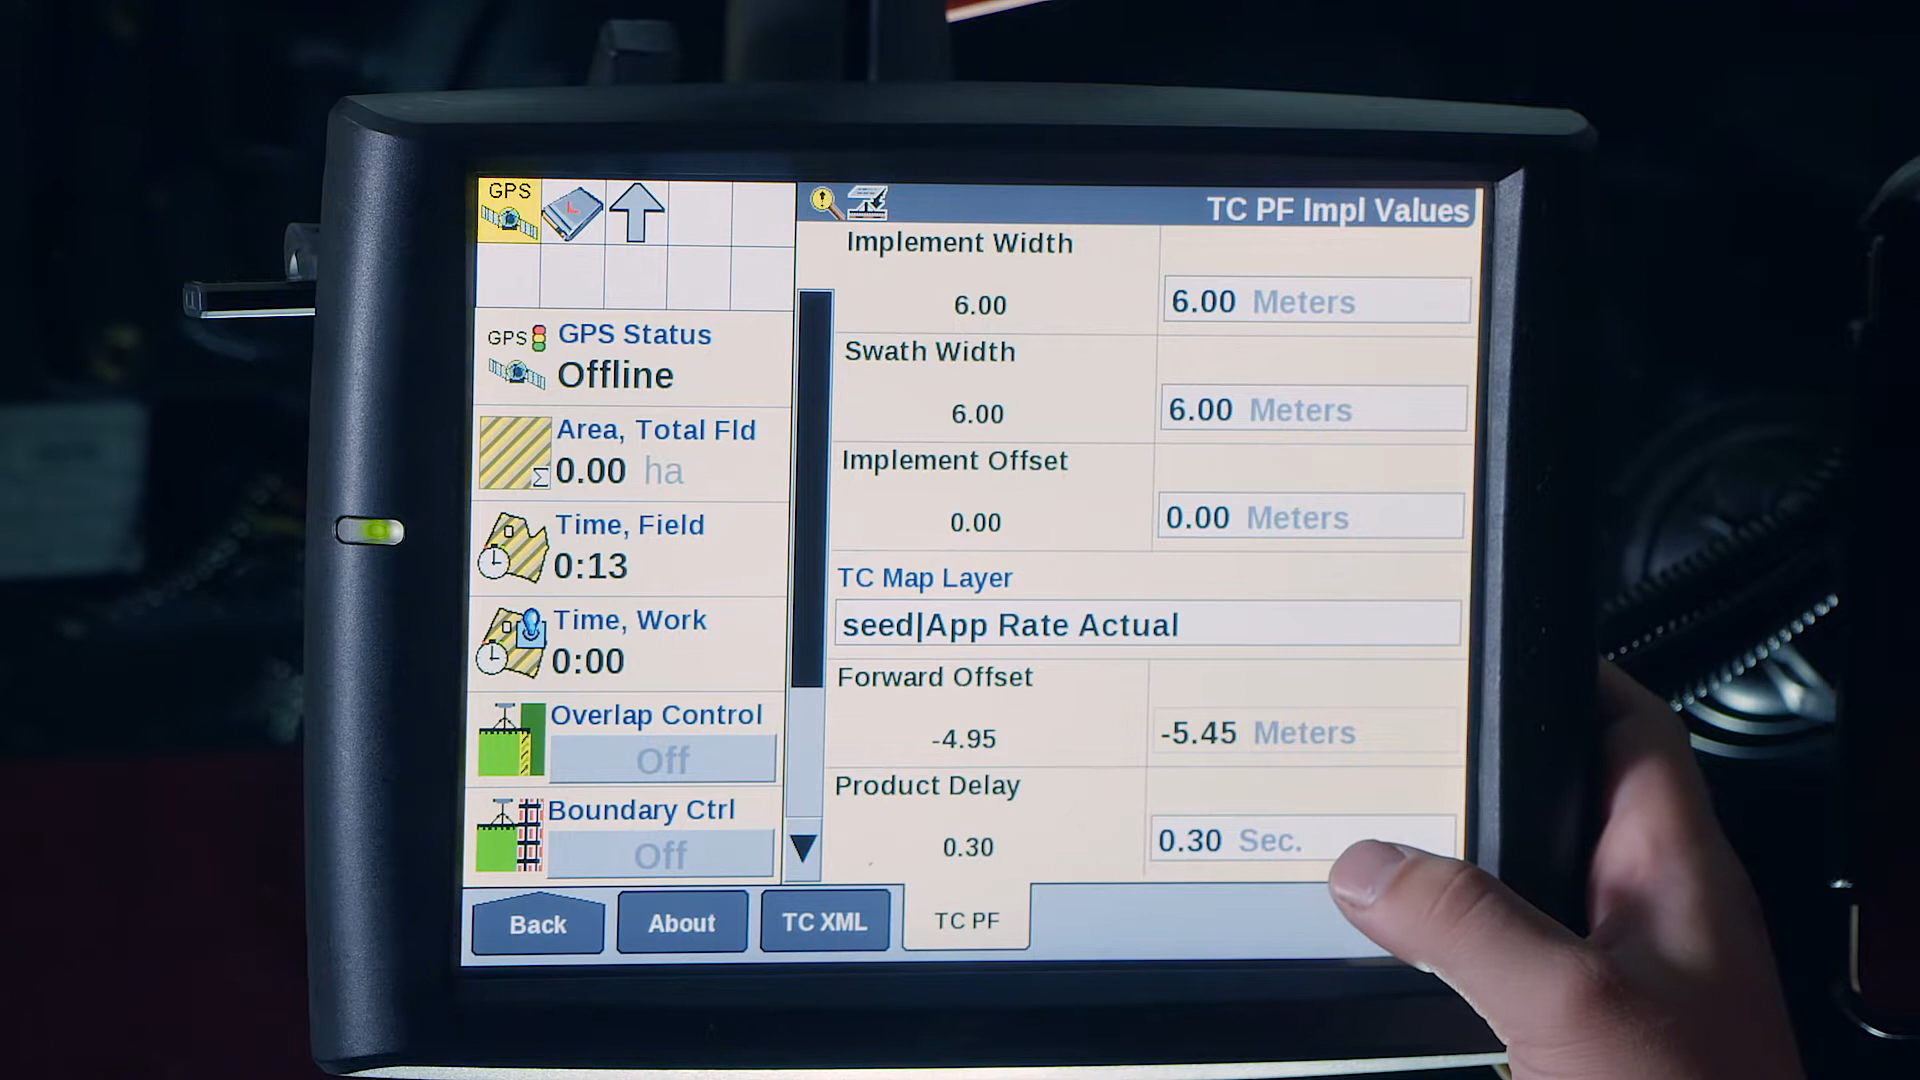 GPS
TC PF Impl Values
GPS
GPS Status
Offline
Area, Total Fld
0.00 ha
Time, Field
0:13
Time, Work
0:00
Overlap Control
Off
Boundary Ctrl
Off
Implement Width
6.00
6.00 Meters
Swath Width
6.00
6.00 Meters
Implement Offset
0.00
0.00 Meters
TC Map Layer
seed|App Rate Actual
Forward Offset
-4.95
-5.45 Meters
Product Delay
0.30
0.30 Sec.
Back
About
TC XML
TC PF